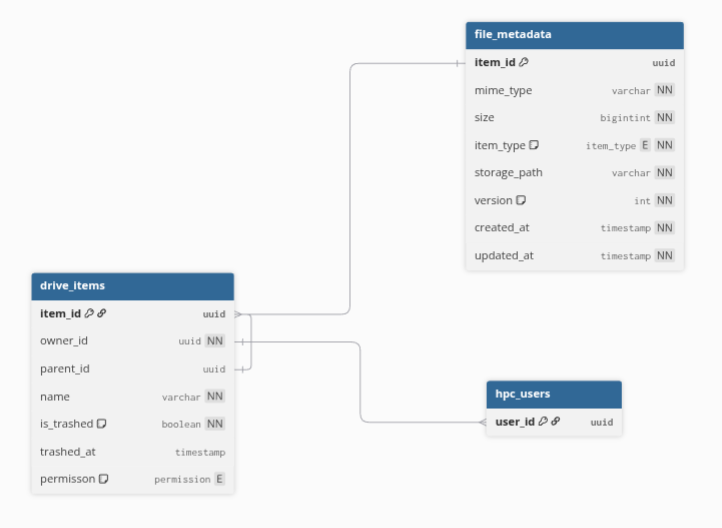 file_metadata
item_id uuid
mime_type varchar NN
size bigintint NN
item_type item_type E NN
storage_path varchar NN
version int NN
created_at timestamp NN
updated_at timestamp NN
drive_items
item_id uuid
owner_id uuid NN
parent_id uuid
name varchar NN
is_trashed boolean NN
trashed_at timestamp
permisson permission E
hpc_users
user_id uuid